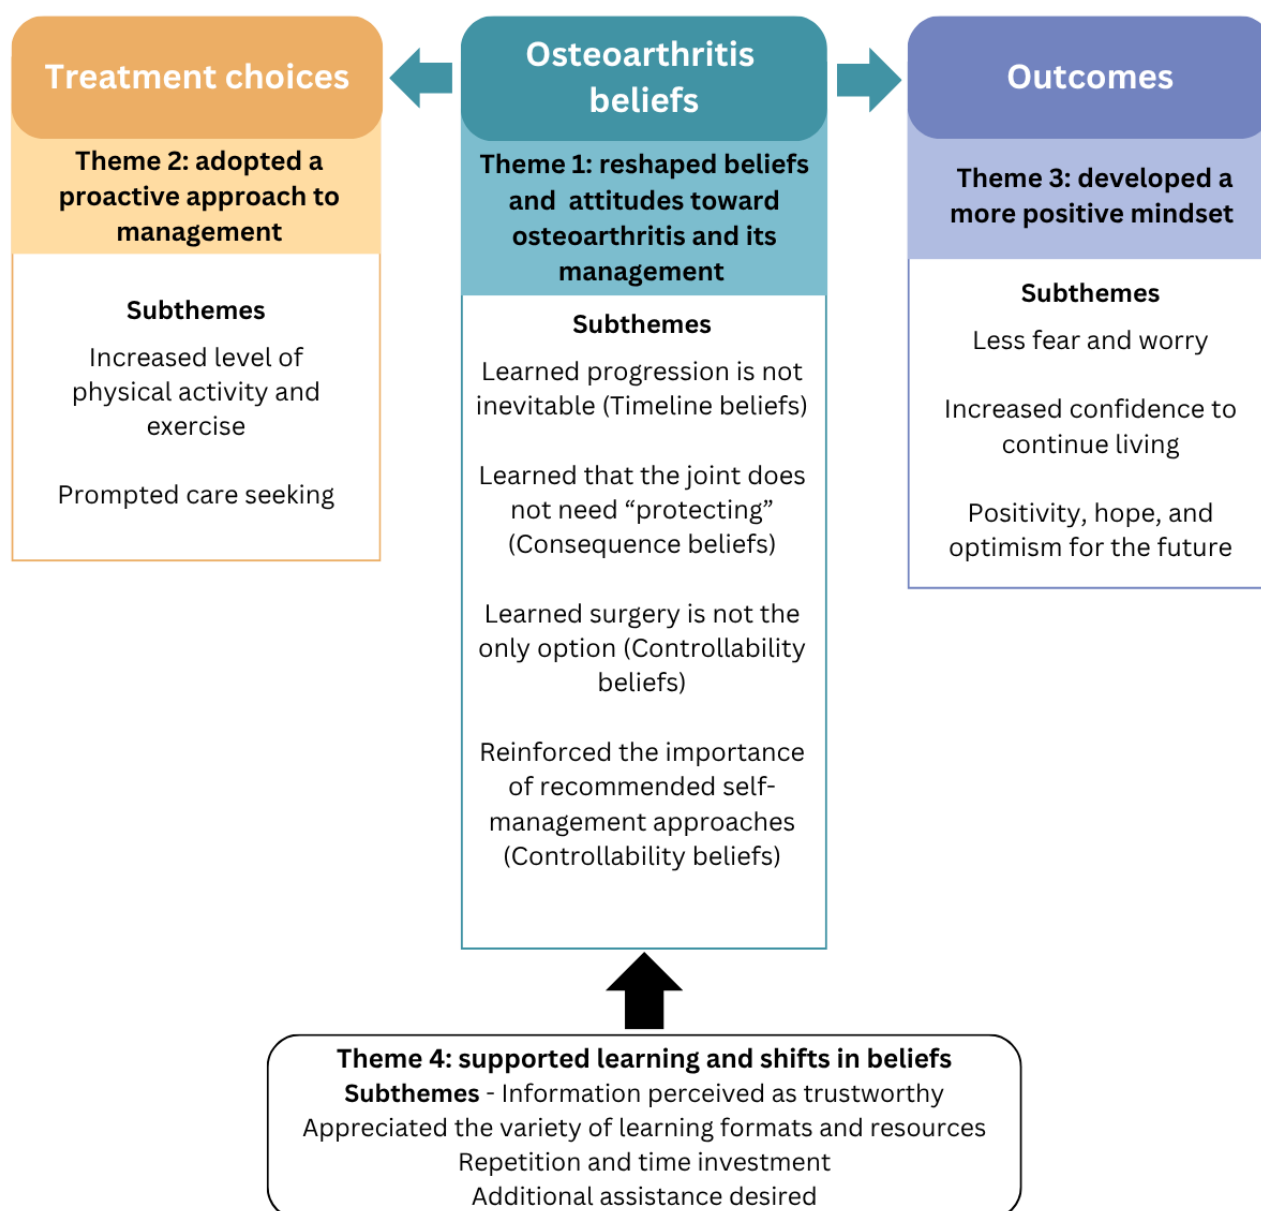 Treatment choices
Theme 2: adopted a
proactive approach to
management
Subthemes
Increased level of
physical activity and
exercise
Prompted care seeking
Osteoarthritis
beliefs
Theme 1: reshaped beliefs
and attitudes toward
osteoarthritis and its
management
Subthemes
Learned progression is not
inevitable (Timeline beliefs)
Learned that the joint does
not need “protecting”
(Consequence beliefs)
Learned surgery is not the
only option (Controllability
beliefs)
Reinforced the importance
of recommended self-
management approaches
(Controllability beliefs)
Outcomes
Theme 3: developed a
more positive mindset
Subthemes
Less fear and worry
Increased confidence to
continue living
Positivity, hope, and
optimism for the future
Theme 4: supported learning and shifts in beliefs
Subthemes - Information perceived as trustworthy
Appreciated the variety of learning formats and resources
Repetition and time investment
Additional assistance desired